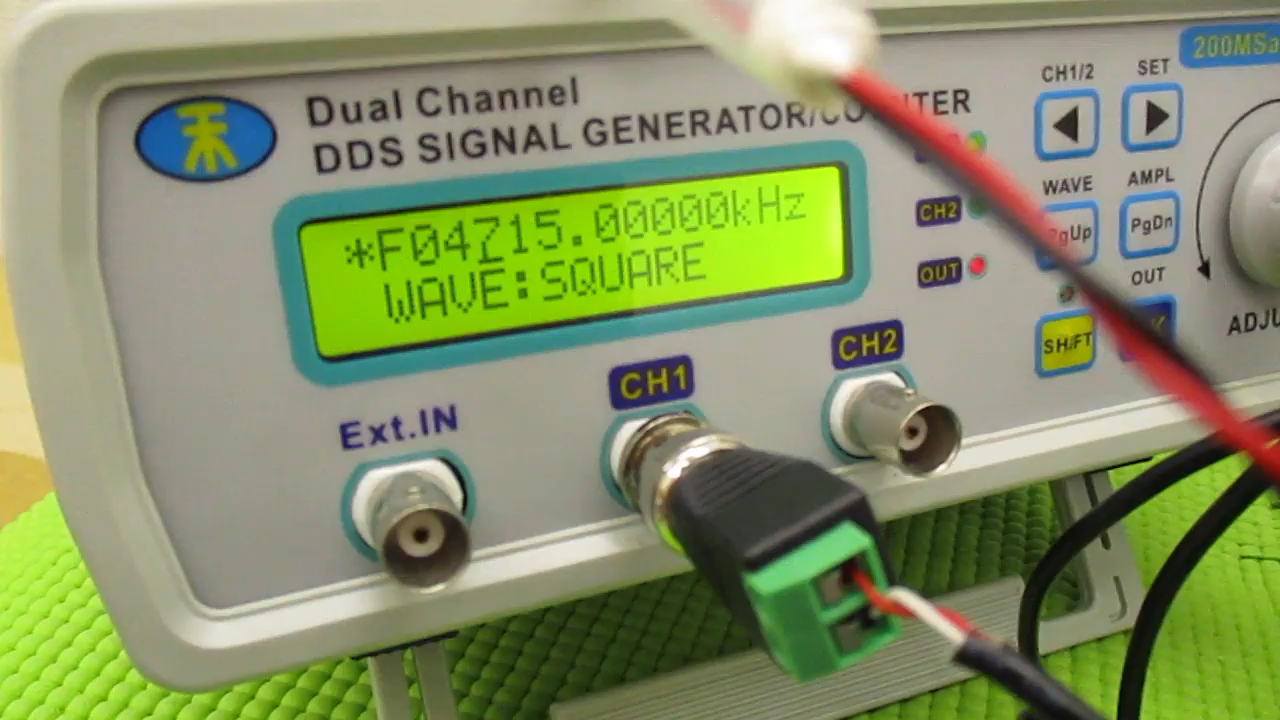 Dual Channel
DDS SIGNAL GENERATOR/COUNTER
200MSa
CH1/2
SET
*F04715.00000kHz
WAVE:SQUARE
WAVE
AMPL
PgUp
PgDn
CH2
OUT
OUT
SHIFT
ADJU
Ext.IN
CH1
CH2